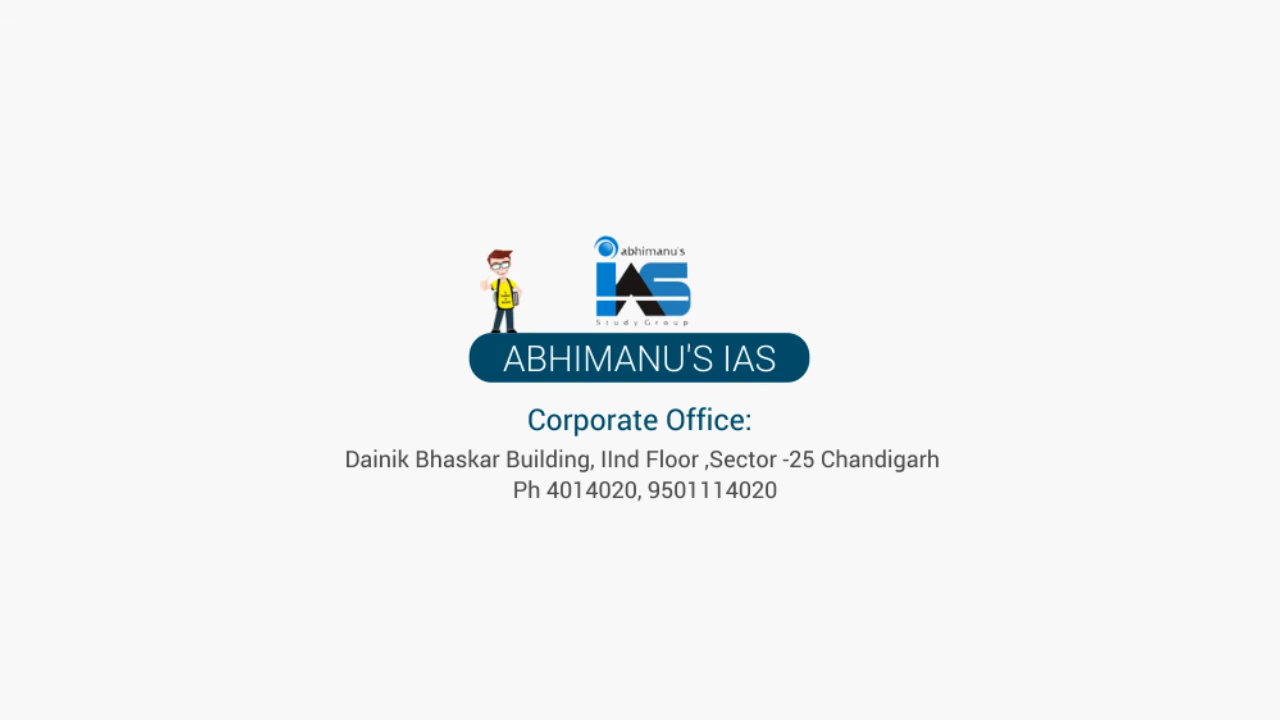 abhimanu's
IAS
Study Group
ABHIMANU'S IAS
Corporate Office:
Dainik Bhaskar Building, IInd Floor ,Sector -25 Chandigarh
Ph 4014020, 9501114020